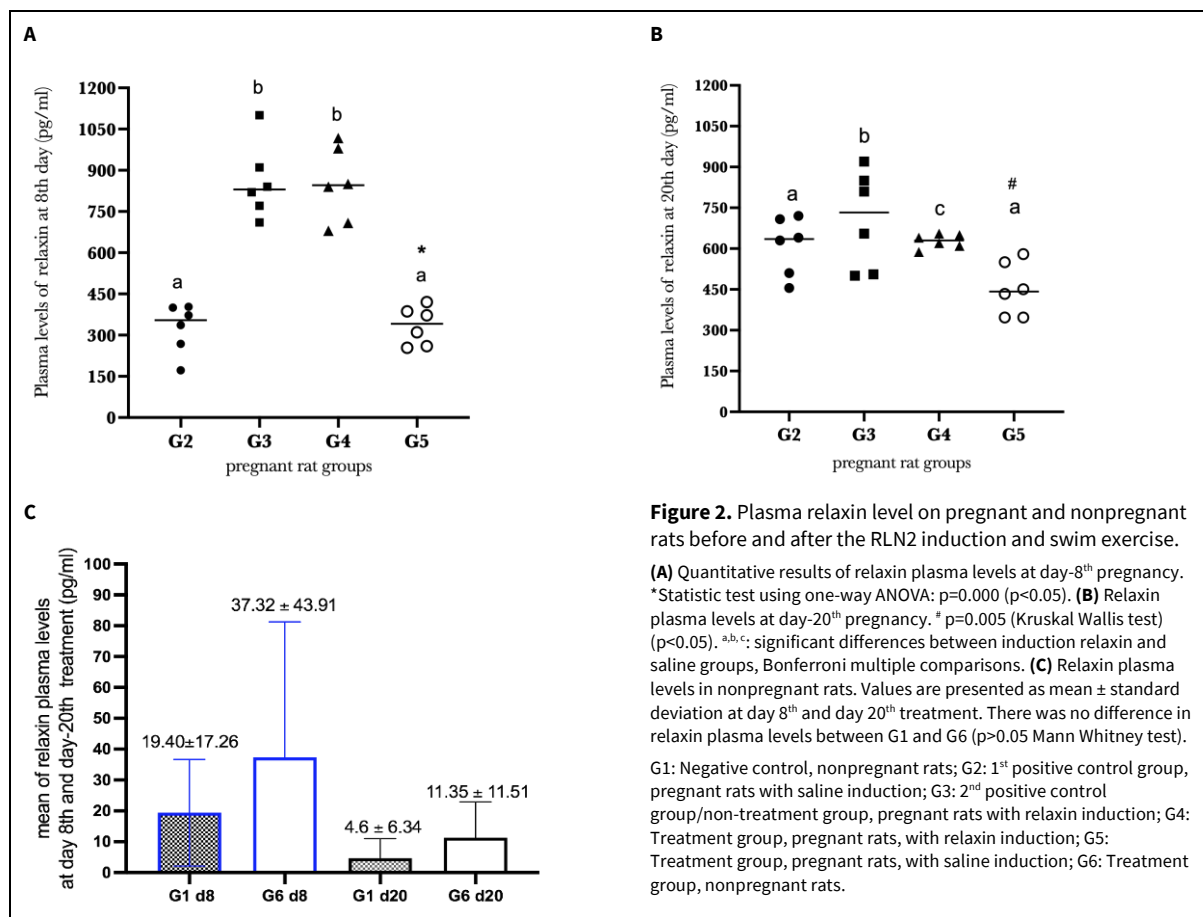 A
Plasma levels of relaxin at 8th day (pg/ml)
1200
1050
900
750
600
450
300
150
0
a
b
b
*
a
G2
G3
G4
G5
pregnant rat groups
B
Plasma levels of relaxin at 20th day (pg/ml)
1200
1050
900
750
600
450
300
150
0
a
b
c
#
a
G2
G3
G4
G5
pregnant rat groups
C
mean of relaxin plasma levels
at day 8th and day-20th treatment (pg/ml)
100
90
80
70
60
50
40
30
20
10
0
19.40±17.26
37.32 ± 43.91
4.6 ± 6.34
11.35 ± 11.51
G1 d8
G6 d8
G1 d20
G6 d20
Figure 2. Plasma relaxin level on pregnant and nonpregnant
rats before and after the RLN2 induction and swim exercise.
(A) Quantitative results of relaxin plasma levels at day-8th pregnancy.
*Statistic test using one-way ANOVA: p=0.000 (p<0.05). (B) Relaxin
plasma levels at day-20th pregnancy. # p=0.005 (Kruskal Wallis test)
(p<0.05). a,b, c: significant differences between induction relaxin and
saline groups, Bonferroni multiple comparisons. (C) Relaxin plasma
levels in nonpregnant rats. Values are presented as mean ± standard
deviation at day 8th and day 20th treatment. There was no difference in
relaxin plasma levels between G1 and G6 (p>0.05 Mann Whitney test).
G1: Negative control, nonpregnant rats; G2: 1st positive control group,
pregnant rats with saline induction; G3: 2nd positive control
group/non-treatment group, pregnant rats with relaxin induction; G4:
Treatment group, pregnant rats, with relaxin induction; G5:
Treatment group, pregnant rats, with saline induction; G6: Treatment
group, nonpregnant rats.